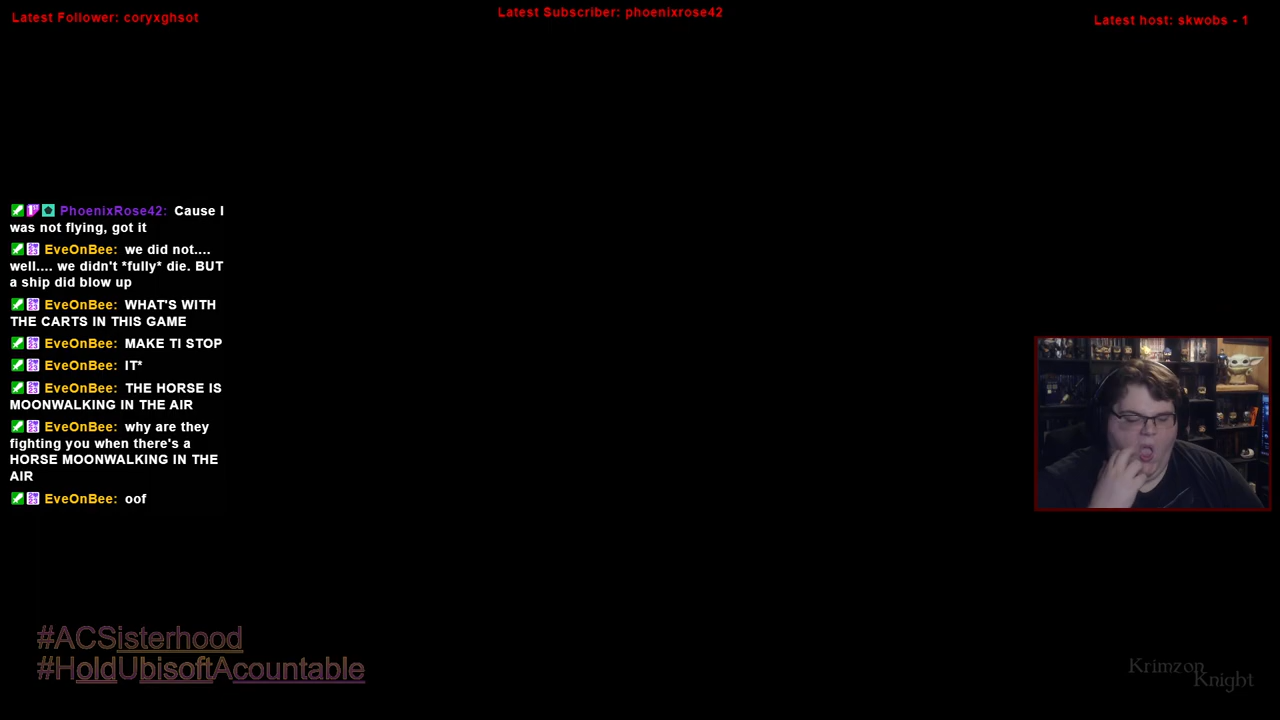 Latest Follower: coryxghsot
Latest Subscriber: phoenixrose42
Latest host: skwobs - 1
PhoenixRose42: Cause I
was not flying, got it
EveOnBee: we did not....
well.... we didn't *fully* die. BUT
a ship did blow up
EveOnBee: WHAT'S WITH
THE CARTS IN THIS GAME
EveOnBee: MAKE TI STOP
EveOnBee: IT*
EveOnBee: THE HORSE IS
MOONWALKING IN THE AIR
EveOnBee: why are they
fighting you when there's a
HORSE MOONWALKING IN THE
AIR
EveOnBee: oof
#ACSisterhood
#HoldUbisoftAcountable
Krimzon
Knight